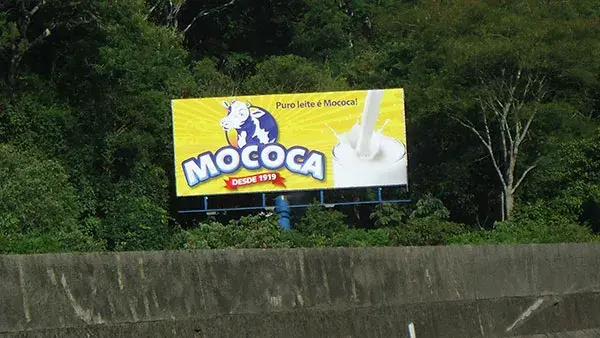 Puro leite é Mococa!
MOCOCA
DESDE 1919